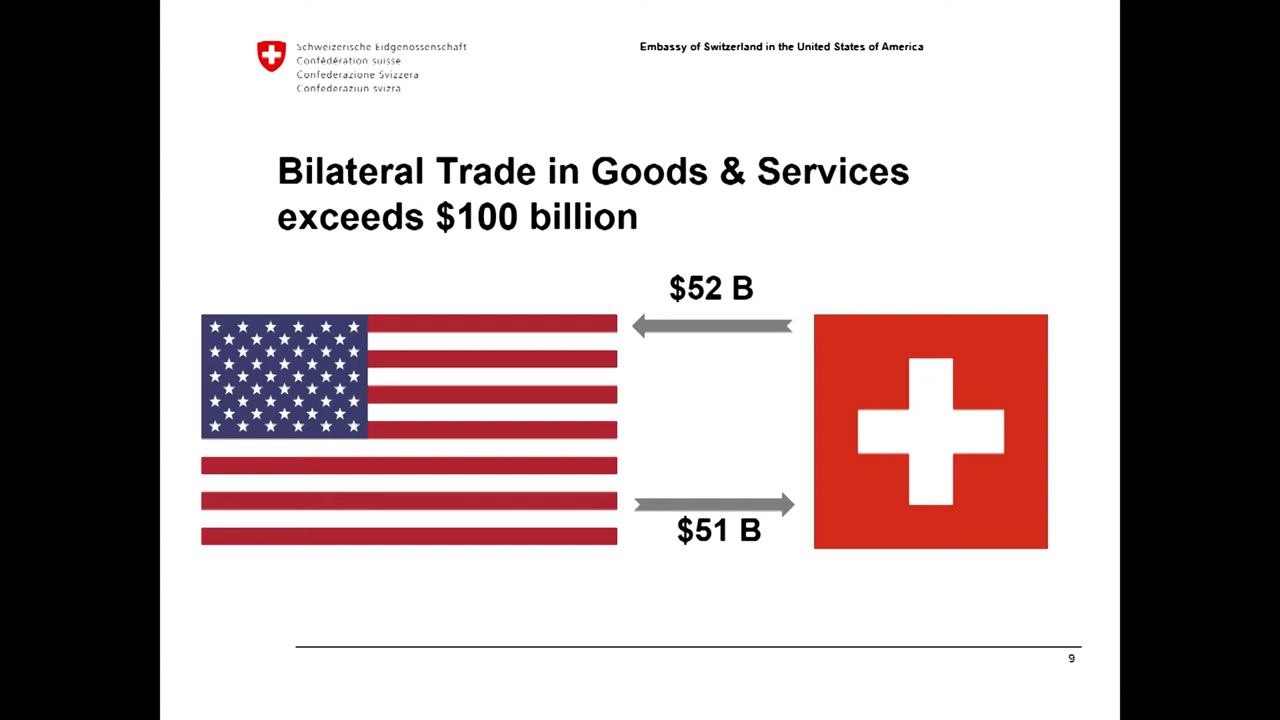 Schweizerische Eidgenossenschaft
Confédération suisse
Confederazione Svizzera
Confederaziun svizra
Embassy of Switzerland in the United States of America
Bilateral Trade in Goods & Services
exceeds $100 billion
$52 B
$51 B
9